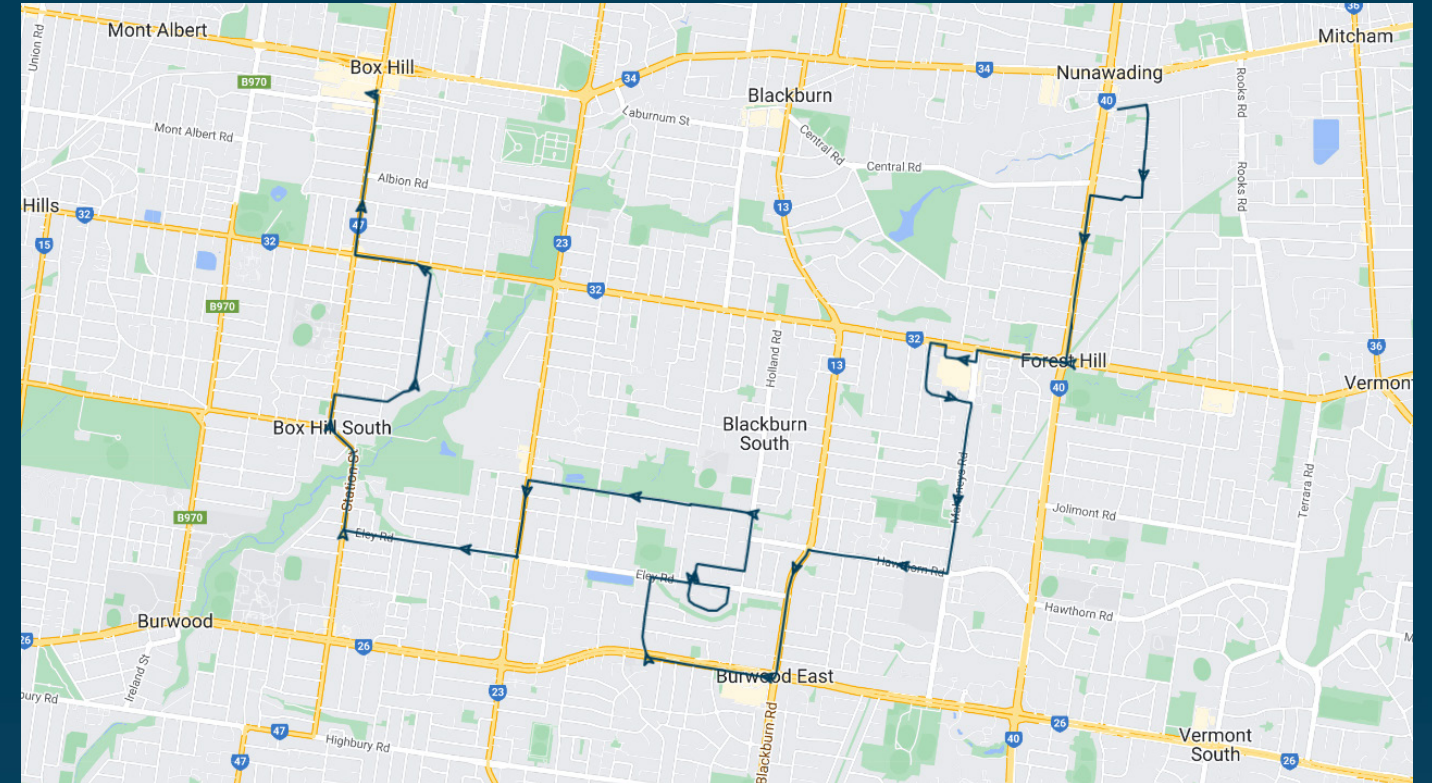 Mont Albert
Union Rd
Box Hill
B970
34
Laburnum St
Blackburn
34
Nunawading
40
36
Mitcham
Rooks Rd
Mont Albert Rd
Central Rd
Central Rd
Albion Rd
Rooks Rd
Hills
32
15
32
47
23
13
B970
32
32
13
Holland Rd
Forest Hill
40
36
Vermont
Box Hill South
Blackburn
South
Station St
Terrara Rd
Jolimont Rd
B970
Eley Rd
Eley Rd
Hawthorn Rd
Hawthorn Rd
Burwood
26
26
Burwood East
Ireland St
23
47
47
Highbury Rd
Blackburn Rd
40
26
Vermont
South
26